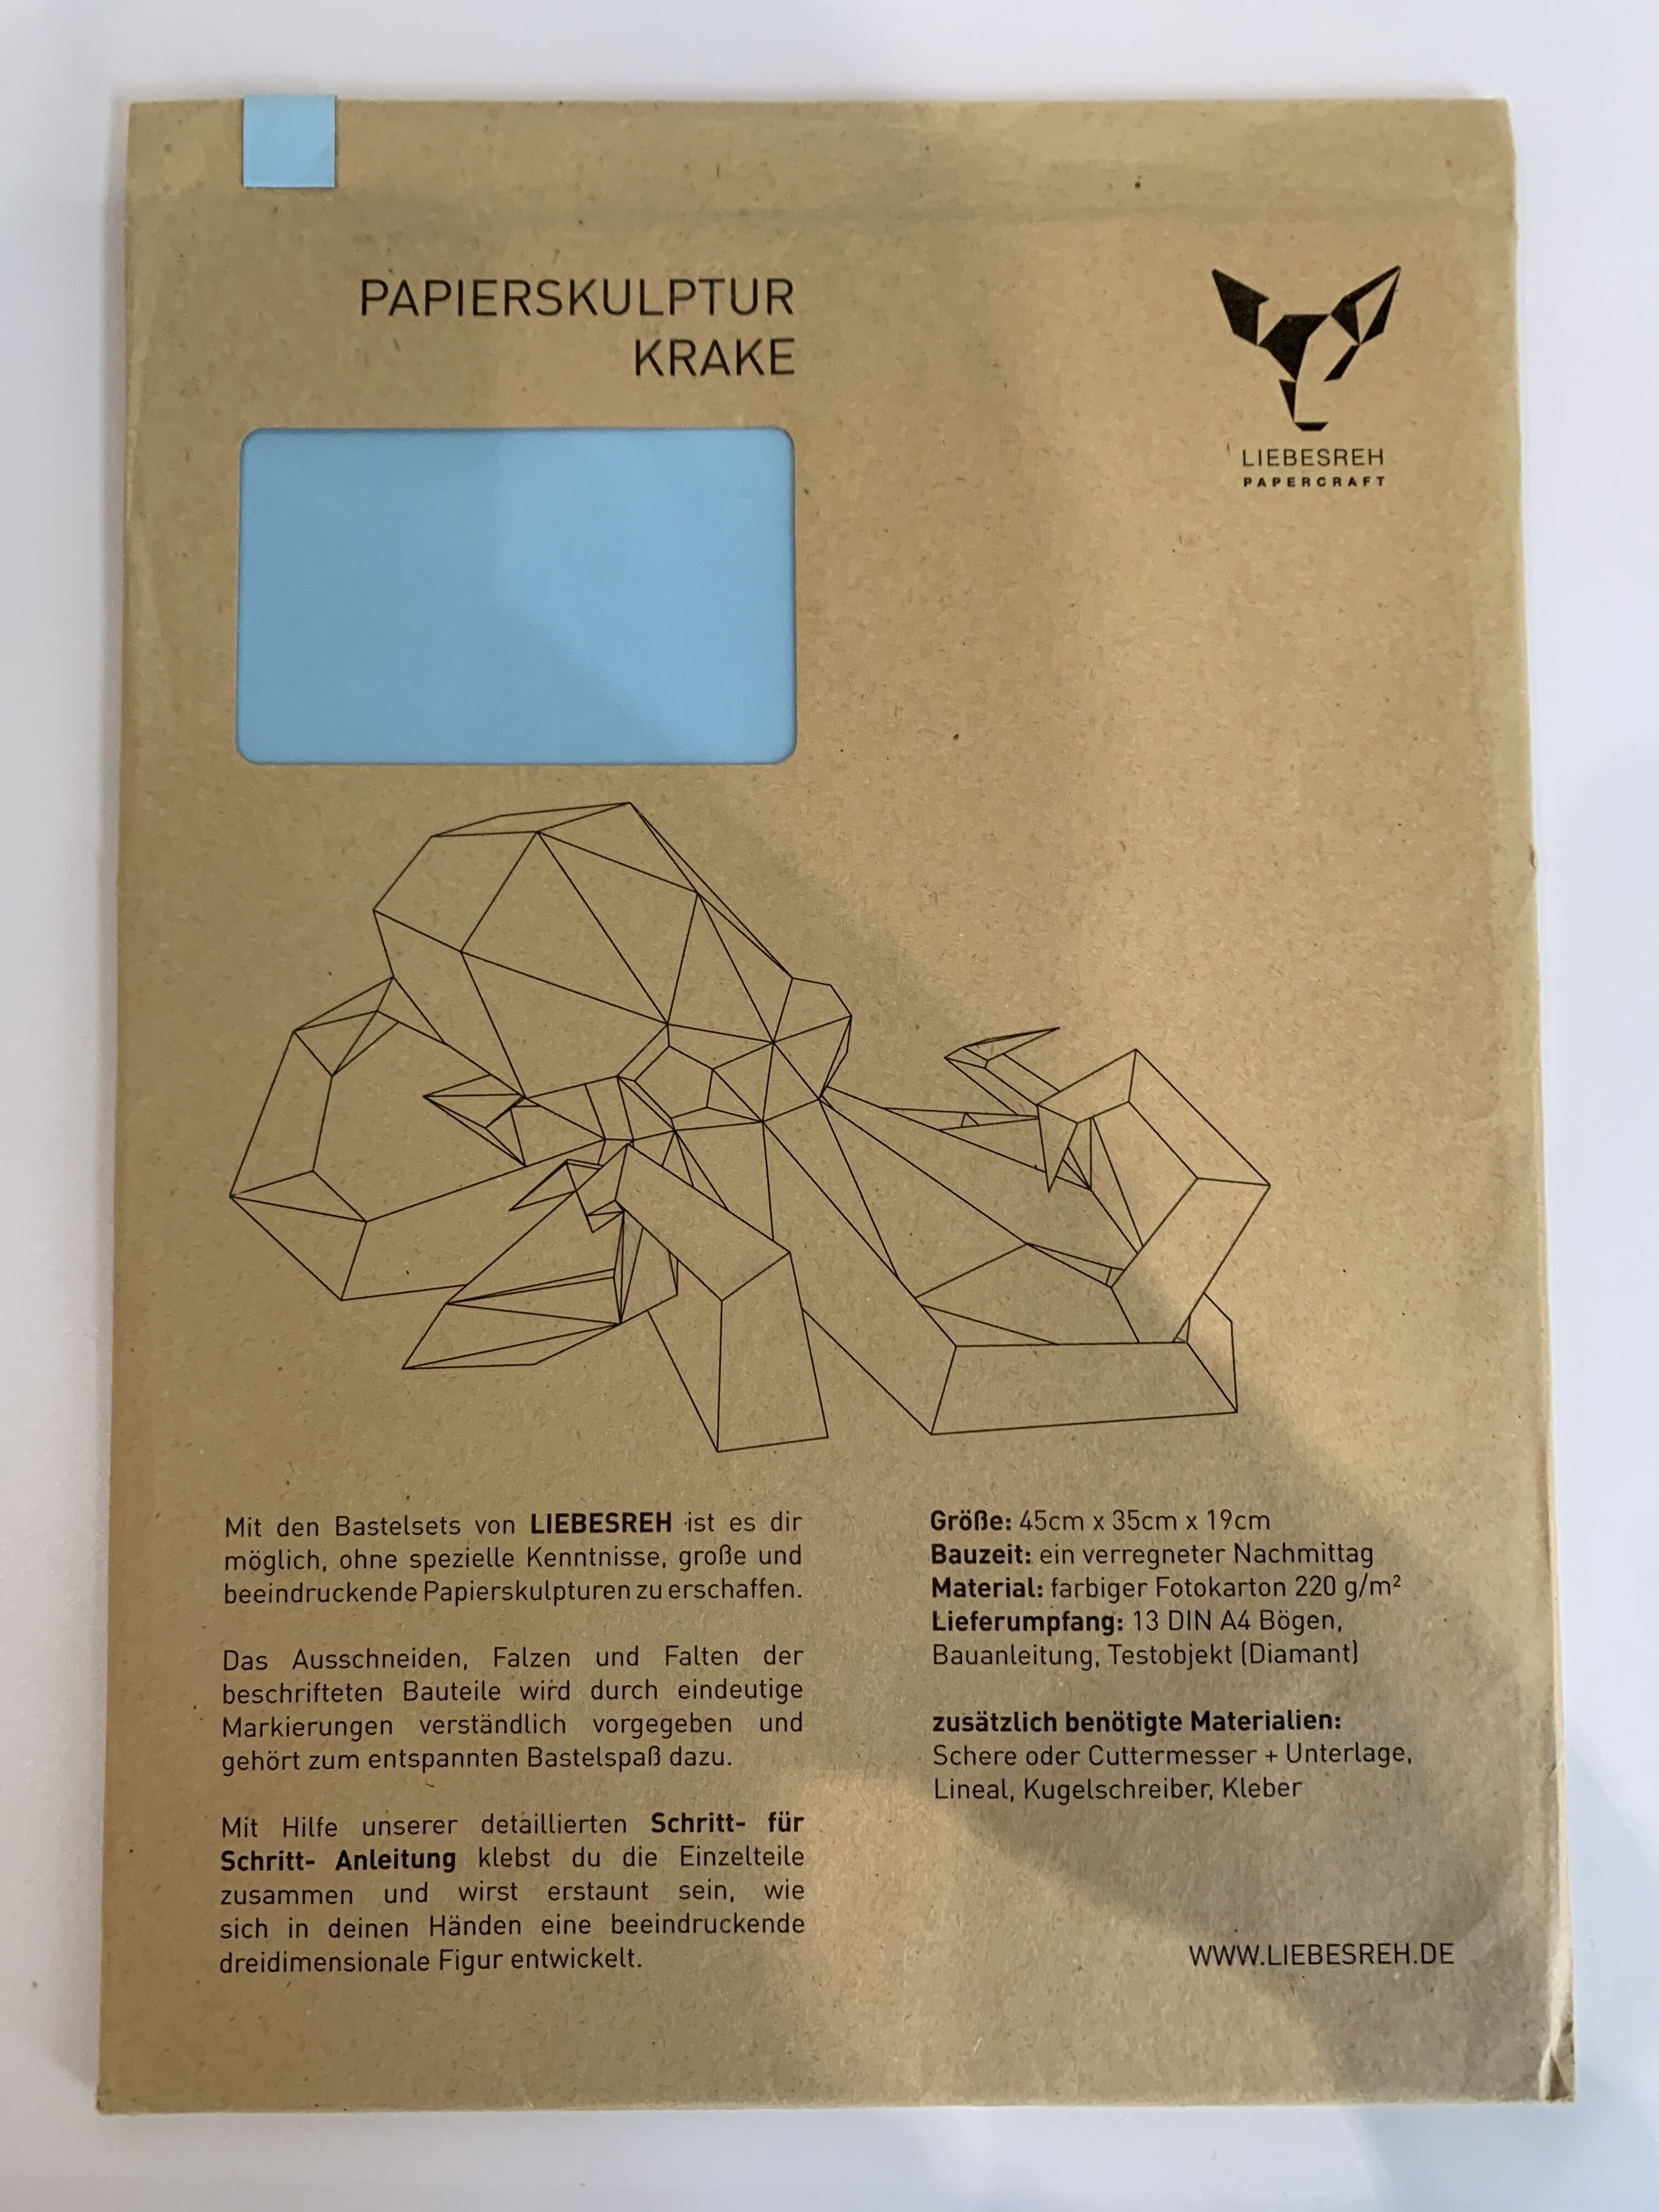 PAPIERSKULPTUR
KRAKE
LIEBESREH
PAPERCRAFT
Mit den Bastelsets von LIEBESREH ist es dir
möglich, ohne spezielle Kenntnisse, große und
beeindruckende Papierskulpturen zu erschaffen.
Das Ausschneiden, Falzen und Falten der
beschrifteten Bauteile wird durch eindeutige
Markierungen verständlich vorgegeben und
gehört zum entspannten Bastelspaß dazu.
Mit Hilfe unserer detaillierten Schritt- für
Schritt- Anleitung klebst du die Einzelteile
zusammen und wirst erstaunt sein, wie
sich in deinen Händen eine beeindruckende
dreidimensionale Figur entwickelt.
Größe: 45cm x 35cm x 19cm
Bauzeit: ein verregneter Nachmittag
Material: farbiger Fotokarton 220 g/m²
Lieferumpfang: 13 DIN A4 Bögen,
Bauanleitung, Testobjekt (Diamant)
zusätzlich benötigte Materialien:
Schere oder Cuttermesser + Unterlage,
Lineal, Kugelschreiber, Kleber
WWW.LIEBESREH.DE